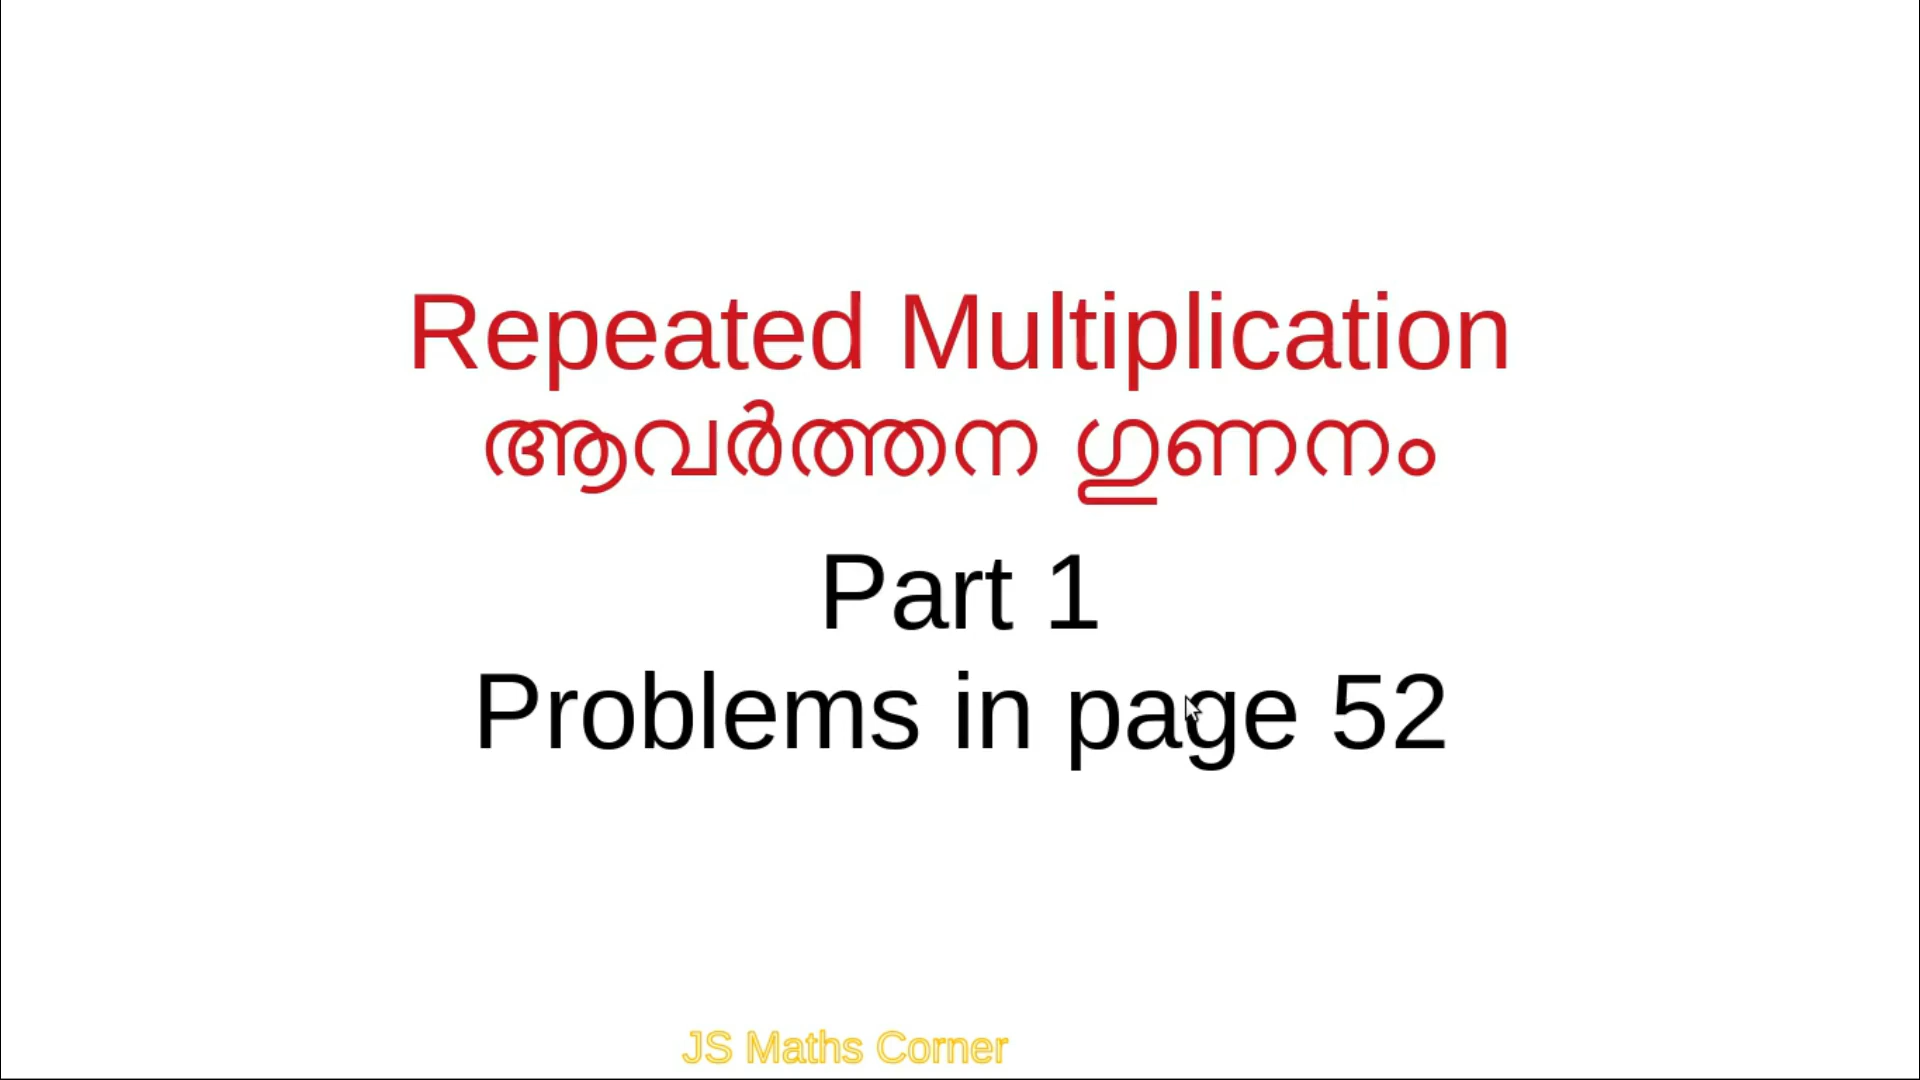 Repeated Multiplication
ആവർത്തന ഗുണനം
Part 1
Problems in page 52
JS Maths Corner